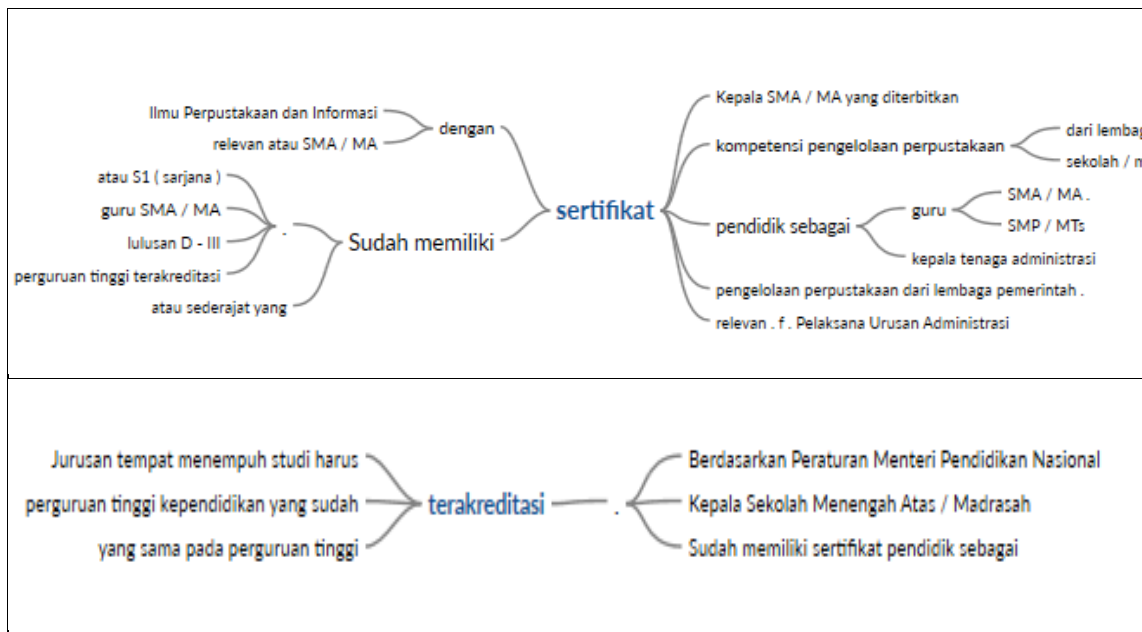 Ilmu Perpustakaan dan Informasi
relevan atau SMA / MA
dengan
atau S1 ( sarjana )
guru SMA / MA
lulusan D - III
perguruan tinggi terakreditasi
.
atau sederajat yang
Sudah memiliki
sertifikat
Kepala SMA / MA yang diterbitkan
kompetensi pengelolaan perpustakaan
dari
sekolah /
pendidik sebagai
guru
SMA / MA .
SMP / MTs
kepala tenaga administrasi
pengelolaan perpustakaan dari lembaga pemerintah .
relevan . f . Pelaksana Urusan Administrasi
Jurusan tempat menempuh studi harus
perguruan tinggi kependidikan yang sudah
yang sama pada perguruan tinggi
terakreditasi
.
Berdasarkan Peraturan Menteri Pendidikan Nasional
Kepala Sekolah Menengah Atas / Madrasah
Sudah memiliki sertifikat pendidik sebagai